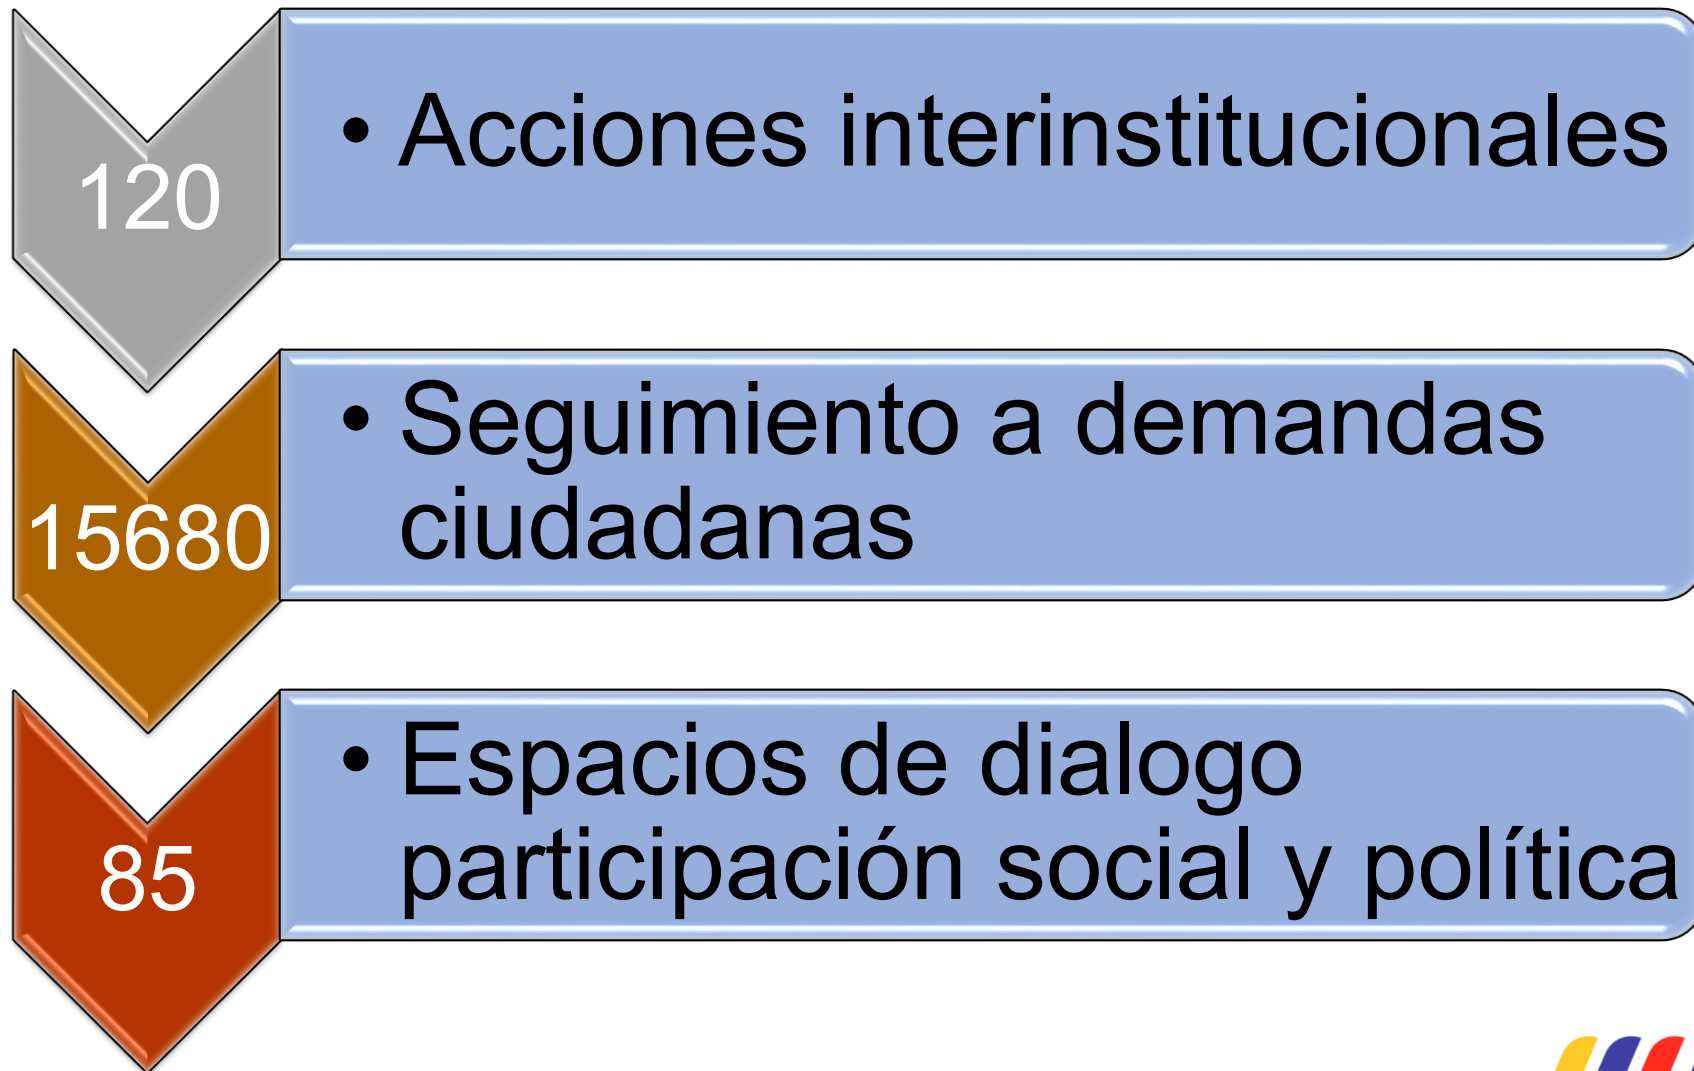 120
• Acciones interinstitucionales
15680
• Seguimiento a demandas
ciudadanas
85
• Espacios de dialogo
participación social y política